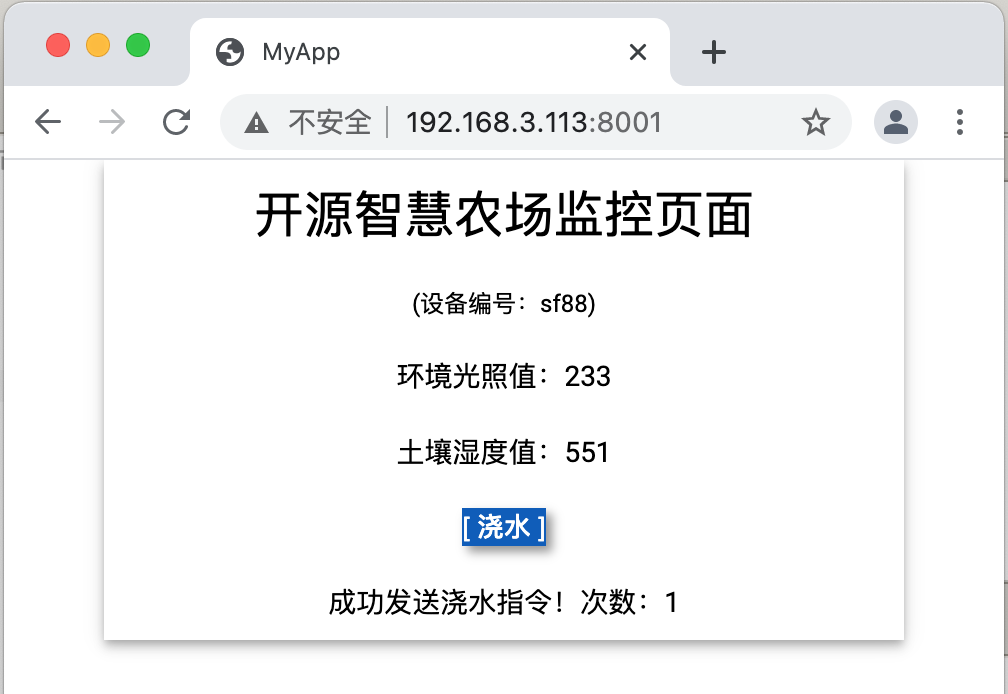 MyApp
不安全 192.168.3.113:8001
开源智慧农场监控页面
(设备编号：sf88)
环境光照值：233
土壤湿度值：551
[ 浇水 ]
成功发送浇水指令！次数：1